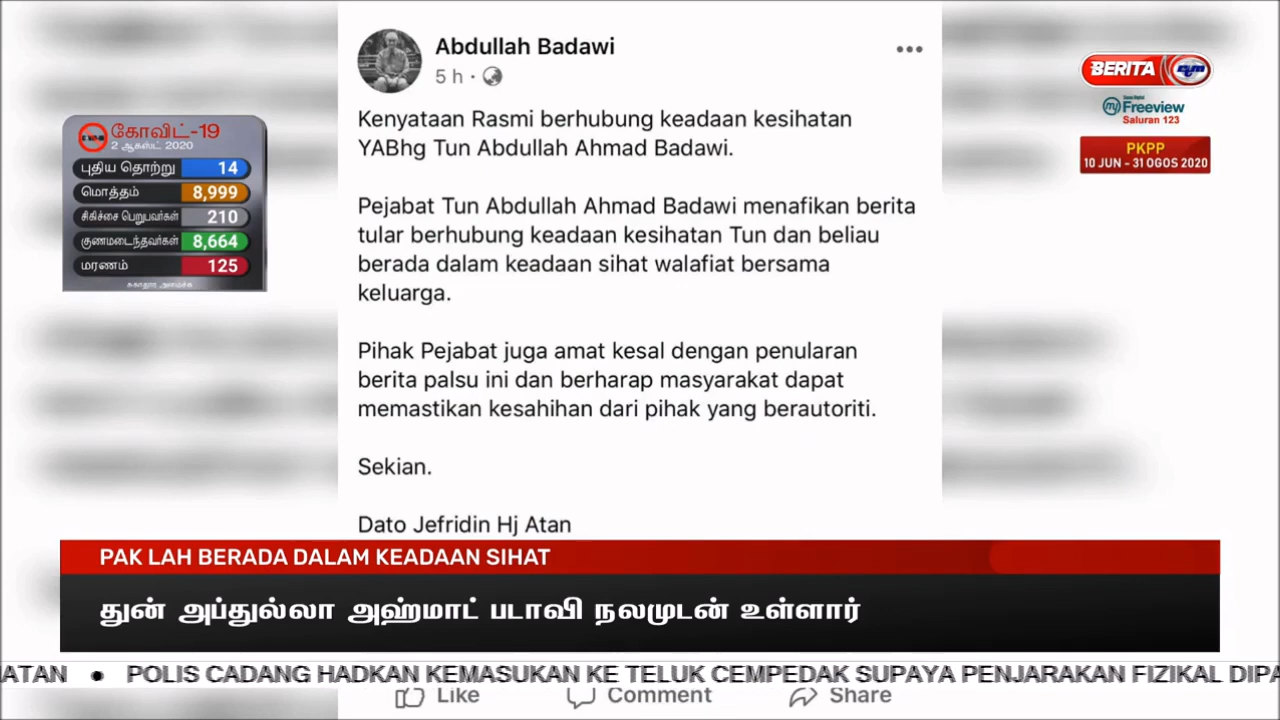 Abdullah Badawi
5 h ·
Kenyataan Rasmi berhubung keadaan kesihatan
YABhg Tun Abdullah Ahmad Badawi.
Pejabat Tun Abdullah Ahmad Badawi menafikan berita
tular berhubung keadaan kesihatan Tun dan beliau
berada dalam keadaan sihat walafiat bersama
keluarga.
Pihak Pejabat juga amat kesal dengan penularan
berita palsu ini dan berharap masyarakat dapat
memastikan kesahihan dari pihak yang berautoriti.
Sekian.
Dato Jefridin Hj Atan
கோவிட்-19
2 ஆகஸ்ட் 2020
புதிய தொற்று 14
மொத்தம் 8,999
சிகிச்சை பெறுபவர்கள் 210
குணமடைந்தவர்கள் 8,664
மரணம் 125
சுகாதார அமைச்சு
BERITA rtm
my Freeview
Saluran 123
PKPP
10 JUN - 31 OGOS 2020
PAK LAH BERADA DALAM KEADAAN SIHAT
துன் அப்துல்லா அஹ்மாட் படாவி நலமுடன் உள்ளார்
ATAN ● POLIS CADANG HADKAN KEMASUKAN KE TELUK CEMPEDAK SUPAYA PENJARAKAN FIZIKAL DIPA
Like Comment Share